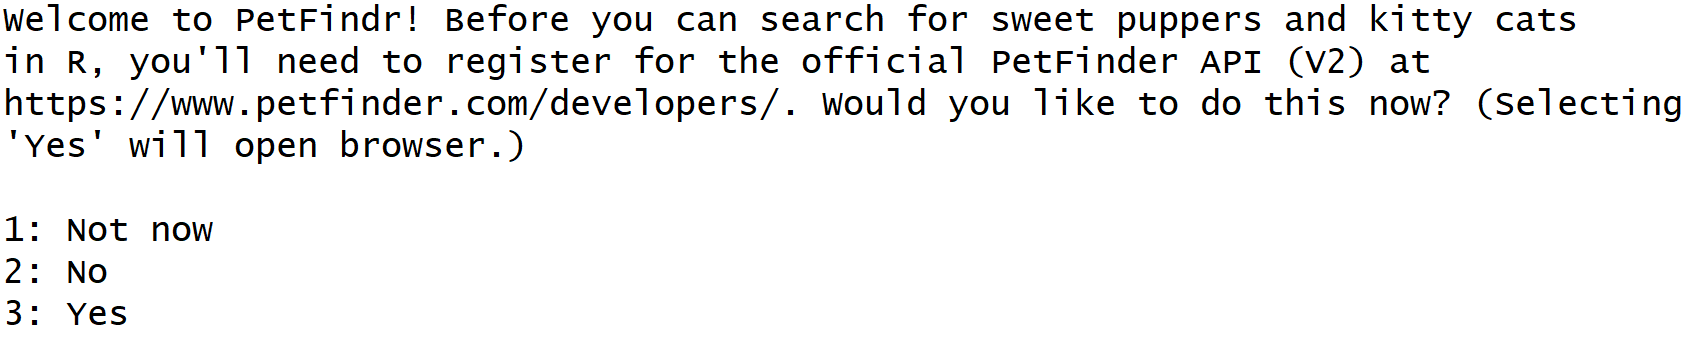 Welcome to PetFindr! Before you can search for sweet puppers and kitty cats
in R, you'll need to register for the official PetFinder API (V2) at
https://www.petfinder.com/developers/. Would you like to do this now? (Selecting
'Yes' will open browser.)
1: Not now
2: No
3: Yes